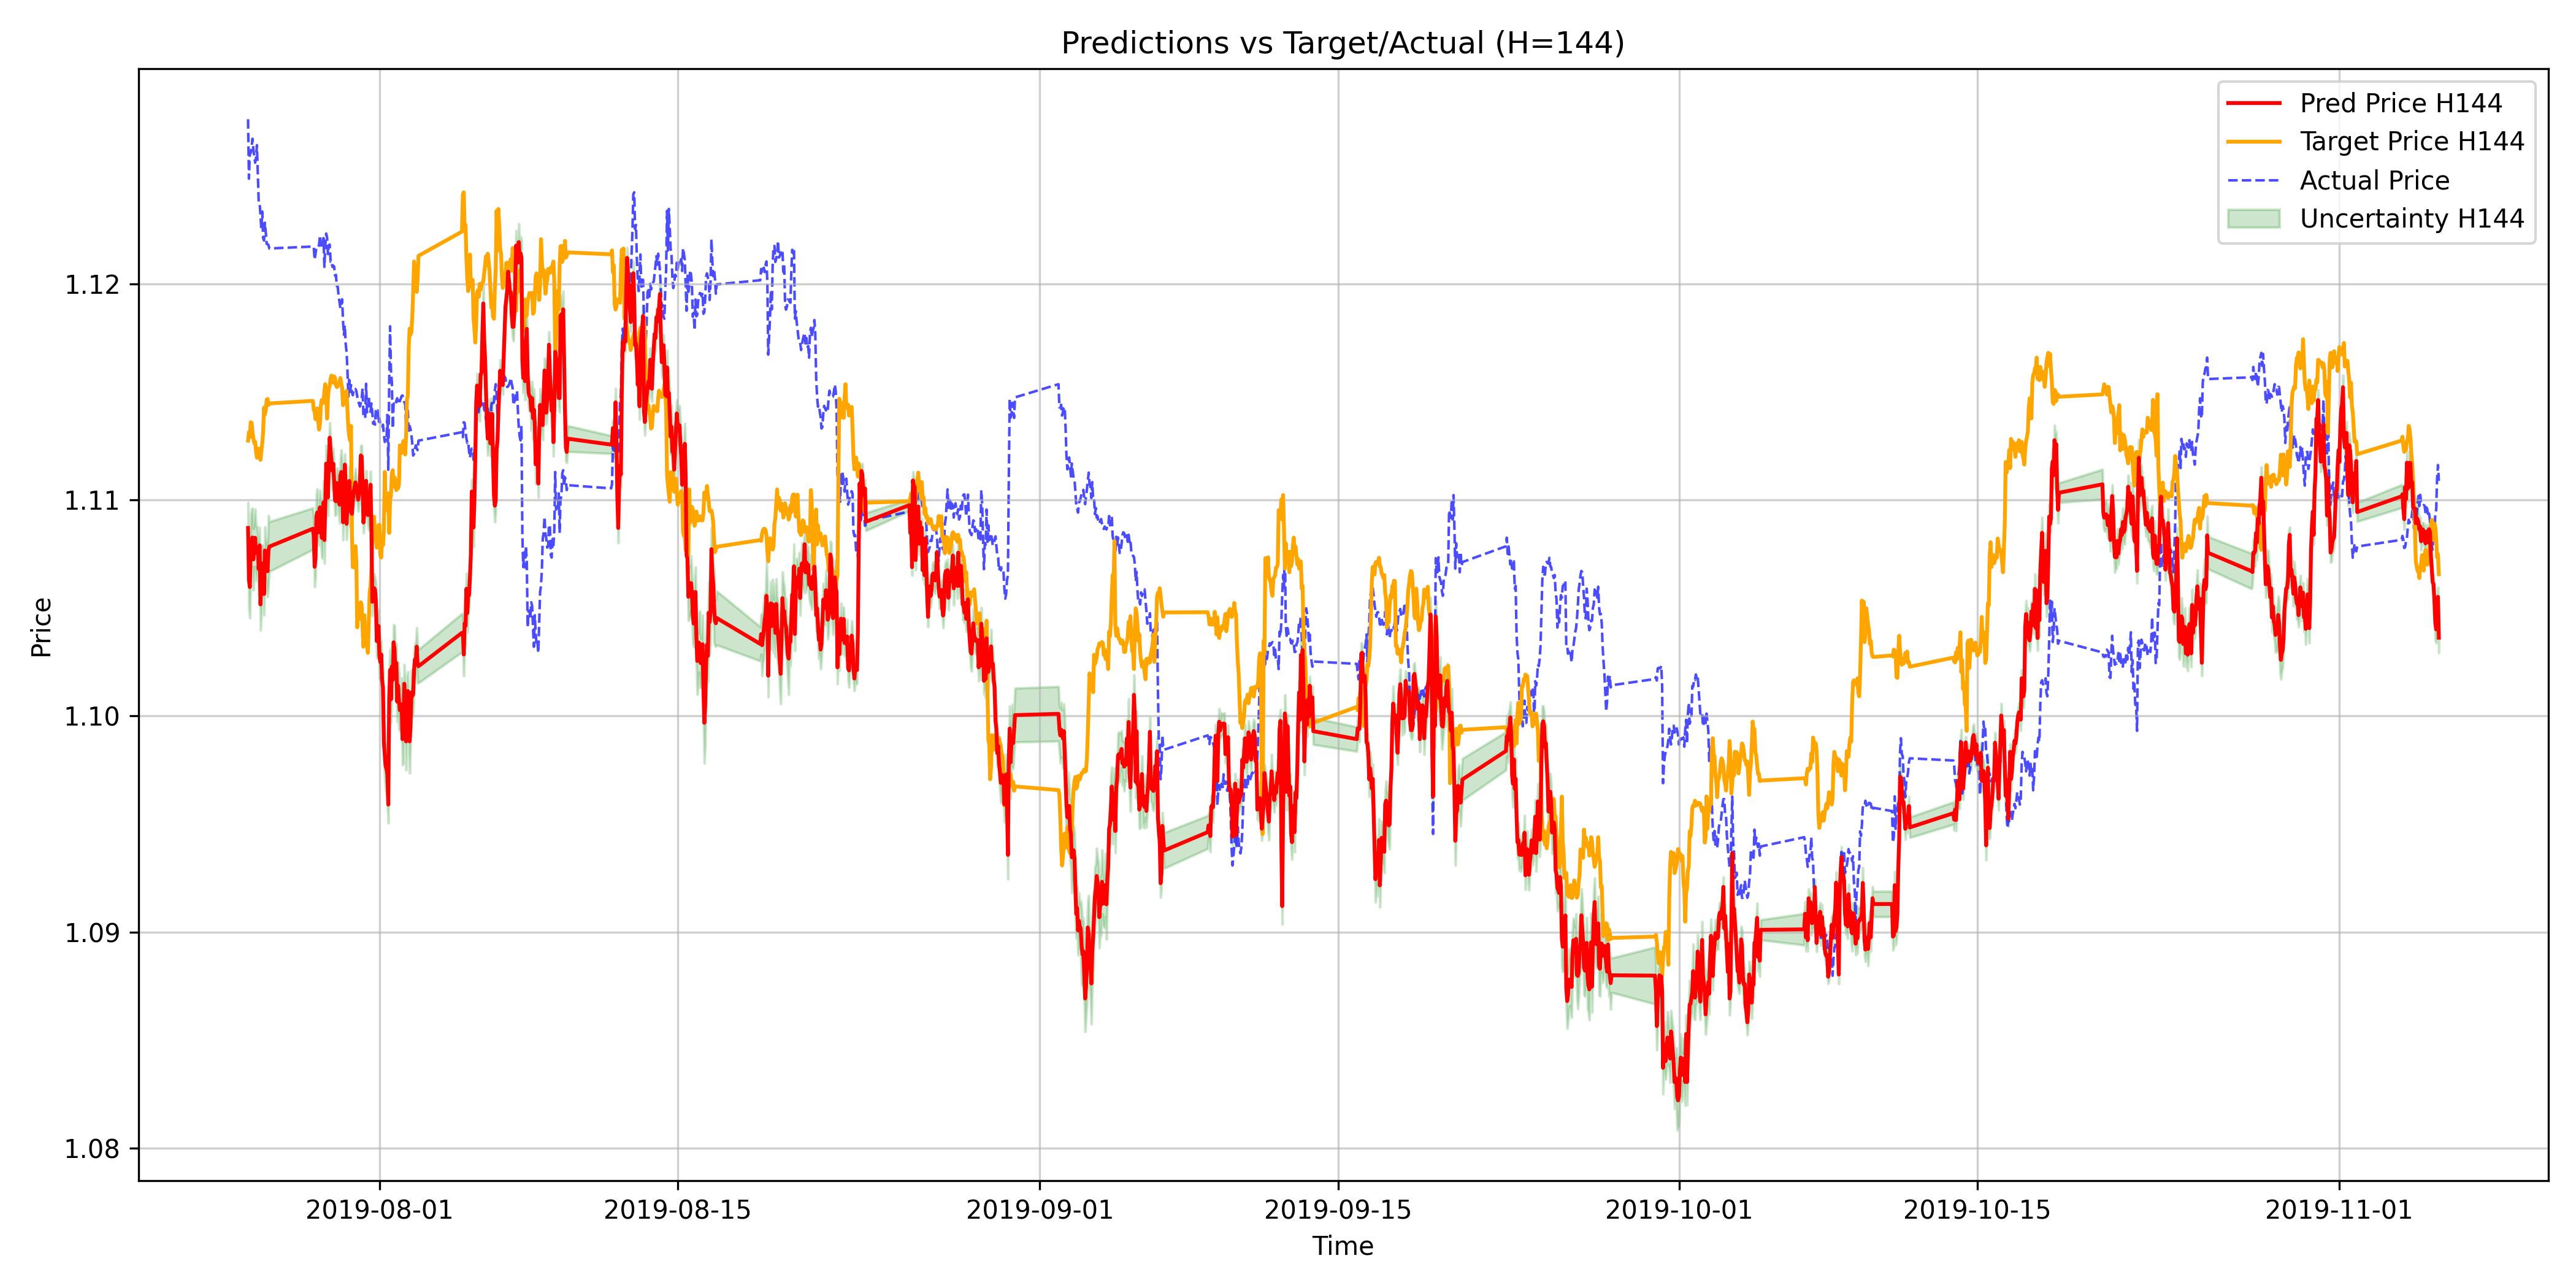 Predictions vs Target/Actual (H=144)
Pred Price H144
Target Price H144
Actual Price
Uncertainty H144
Price
1.12
1.11
1.10
1.09
1.08
2019-08-01
2019-08-15
2019-09-01
2019-09-15
2019-10-01
2019-10-15
2019-11-01
Time